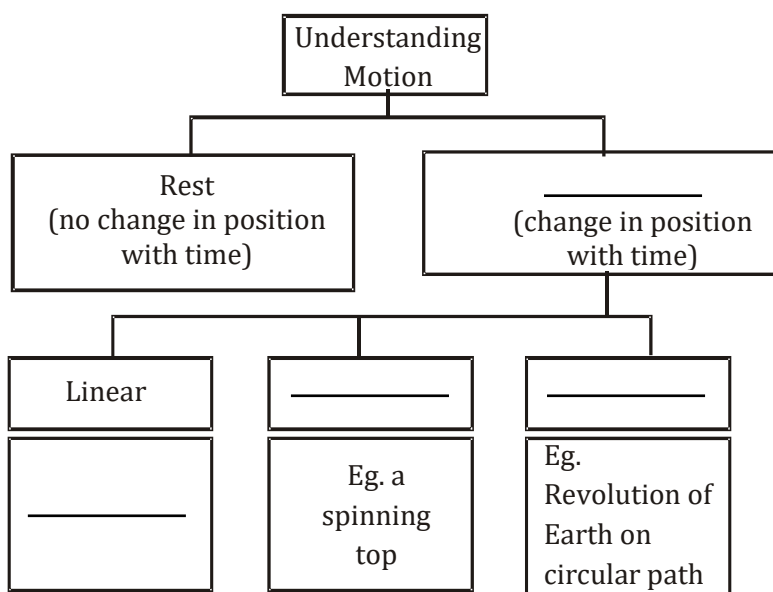 Understanding
Motion
Rest
(no change in position
with time)
(change in position
with time)
Linear
Eg. a
spinning
top
Eg.
Revolution of
Earth on
circular path